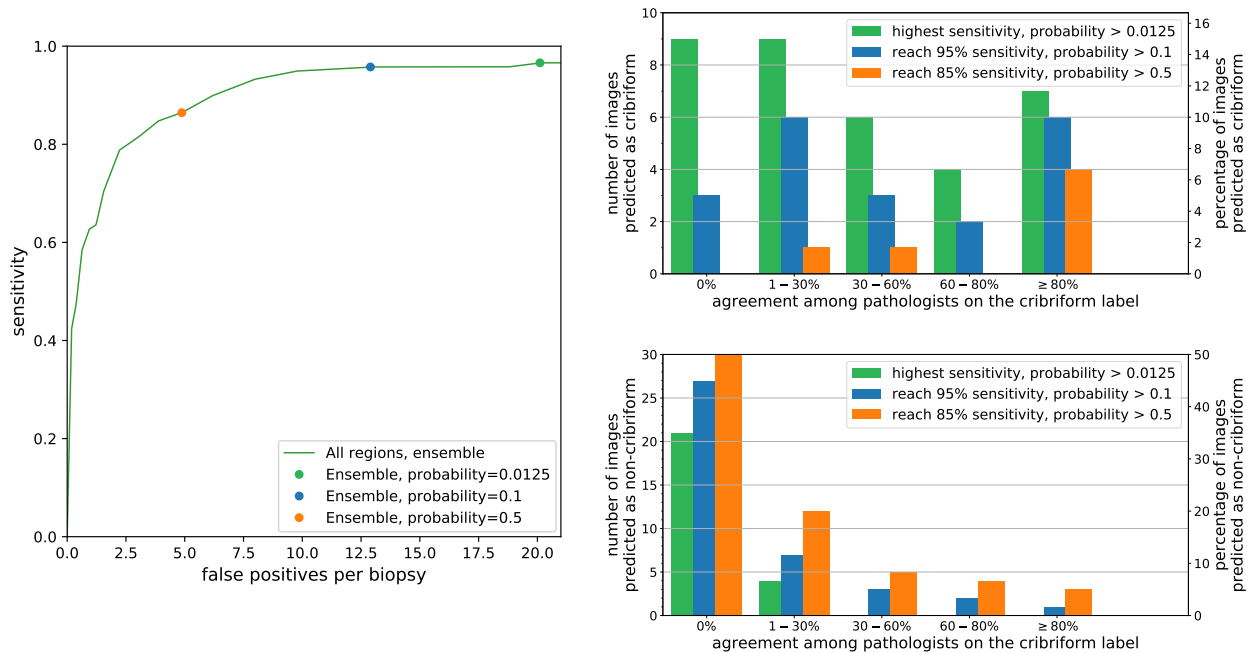 1.0
0.8
0.6
0.4
0.2
0.0
sensitivity
0.0 2.5 5.0 7.5 10.0 12.5 15.0 17.5 20.0
false positives per biopsy
All regions, ensemble
Ensemble, probability=0.0125
Ensemble, probability=0.1
Ensemble, probability=0.5
10
8
6
4
2
0
number of images
predicted as cribriform
highest sensitivity, probability > 0.0125
reach 95% sensitivity, probability > 0.1
reach 85% sensitivity, probability > 0.5
16
14
12
10
8
6
4
2
0
percentage of images
predicted as cribriform
0% 1 − 30% 30 − 60% 60 − 80% ≥ 80%
agreement among pathologists on the cribriform label
30
25
20
15
10
5
0
number of images
predicted as non-cribriform
highest sensitivity, probability > 0.0125
reach 95% sensitivity, probability > 0.1
reach 85% sensitivity, probability > 0.5
50
40
30
20
10
0
percentage of images
predicted as non-cribriform
0% 1 − 30% 30 − 60% 60 − 80% ≥ 80%
agreement among pathologists on the cribriform label